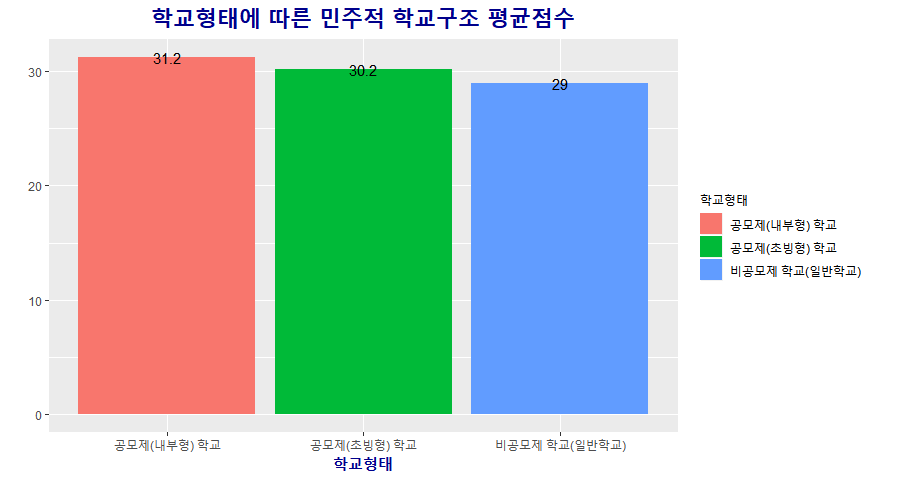 학교형태에 따른 민주적 학교구조 평균점수
31.2
30.2
29
30
20
10
0
공모제(내부형) 학교
공모제(초빙형) 학교
비공모제 학교(일반학교)
학교형태
학교형태
공모제(내부형) 학교
공모제(초빙형) 학교
비공모제 학교(일반학교)